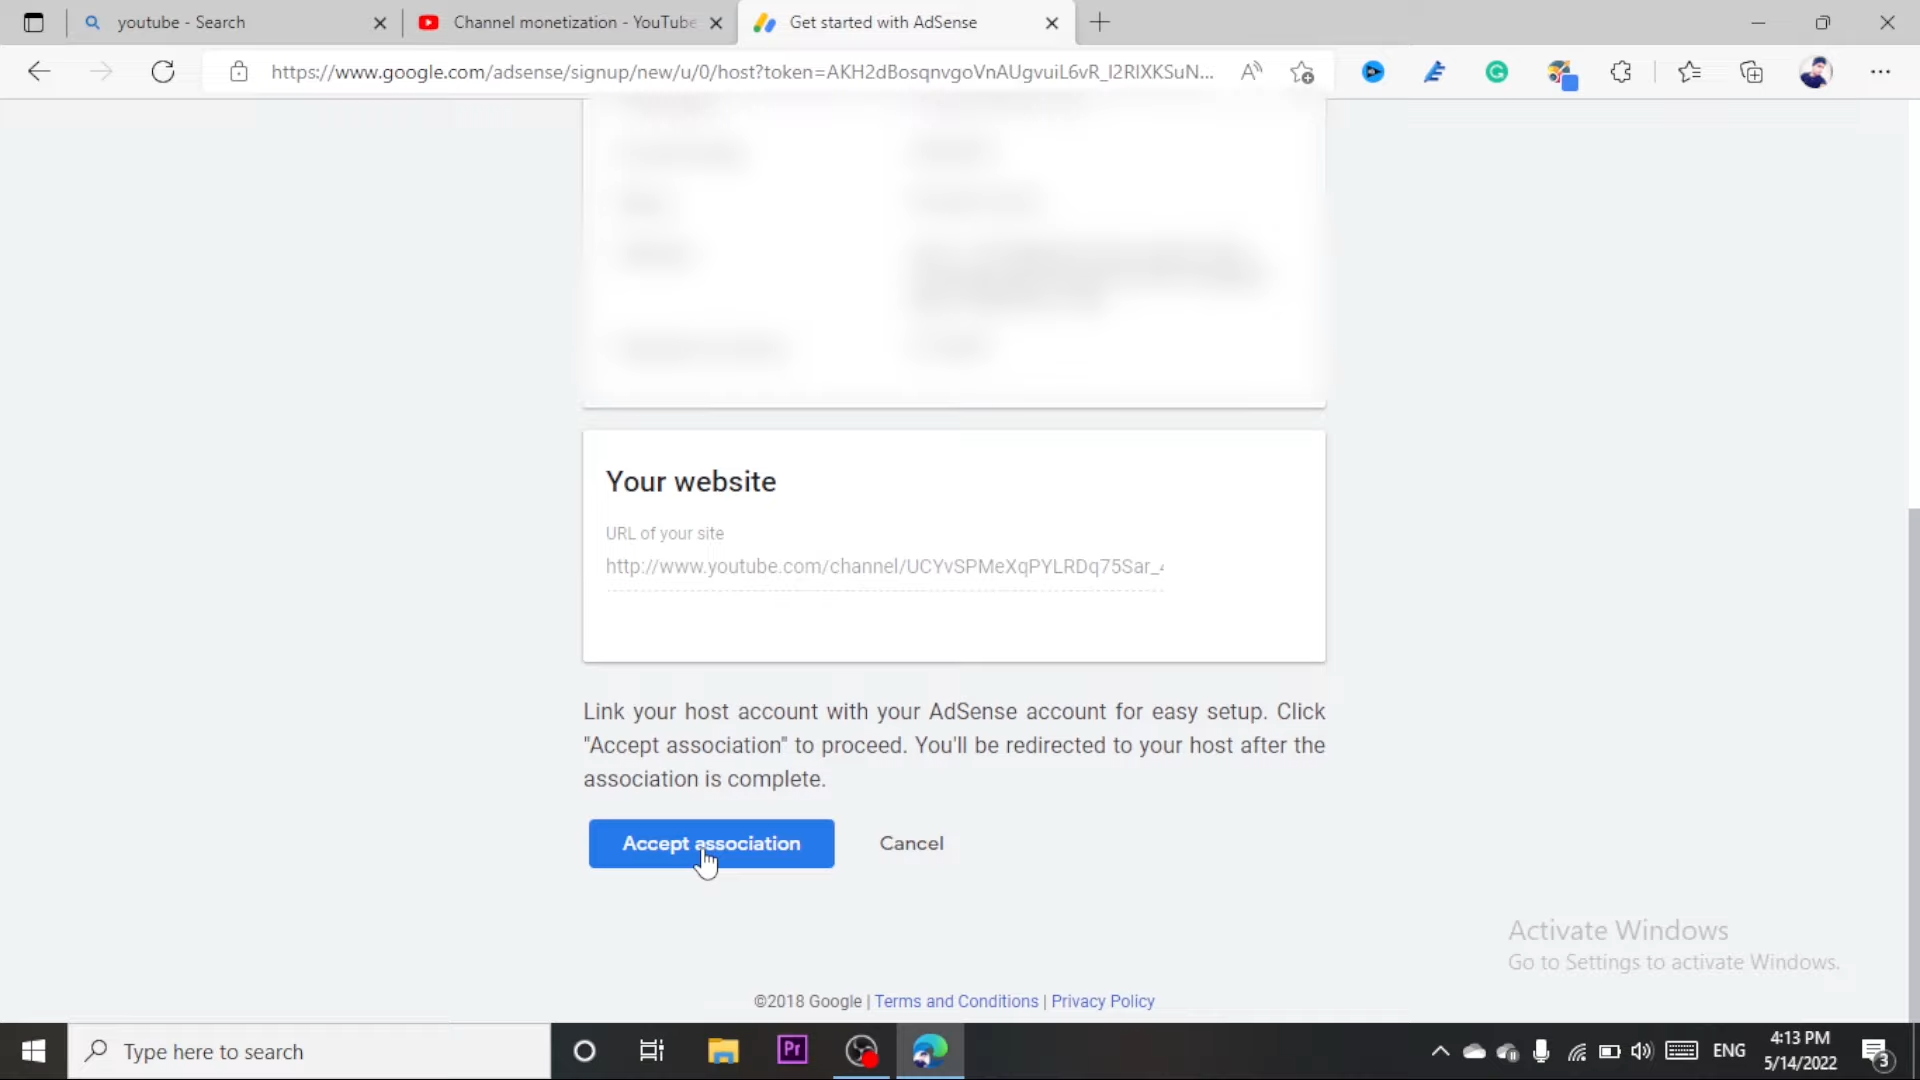 youtube - Search
Channel monetization - YouTube
Get started with AdSense
https://www.google.com/adsense/signup/new/u/0/host?token=AKH2dBosqnvgoVnAUgvuiL6vR_I2RIXKSuN...
Your website
URL of your site
http://www.youtube.com/channel/UCYvSPMeXqPYLRDq75Sar_
Link your host account with your AdSense account for easy setup. Click
"Accept association" to proceed. You'll be redirected to your host after the
association is complete.
Accept association
Cancel
Activate Windows
Go to Settings to activate Windows.
©2018 Google | Terms and Conditions | Privacy Policy
Type here to search
Pr
ENG
4:13 PM
5/14/2022
3